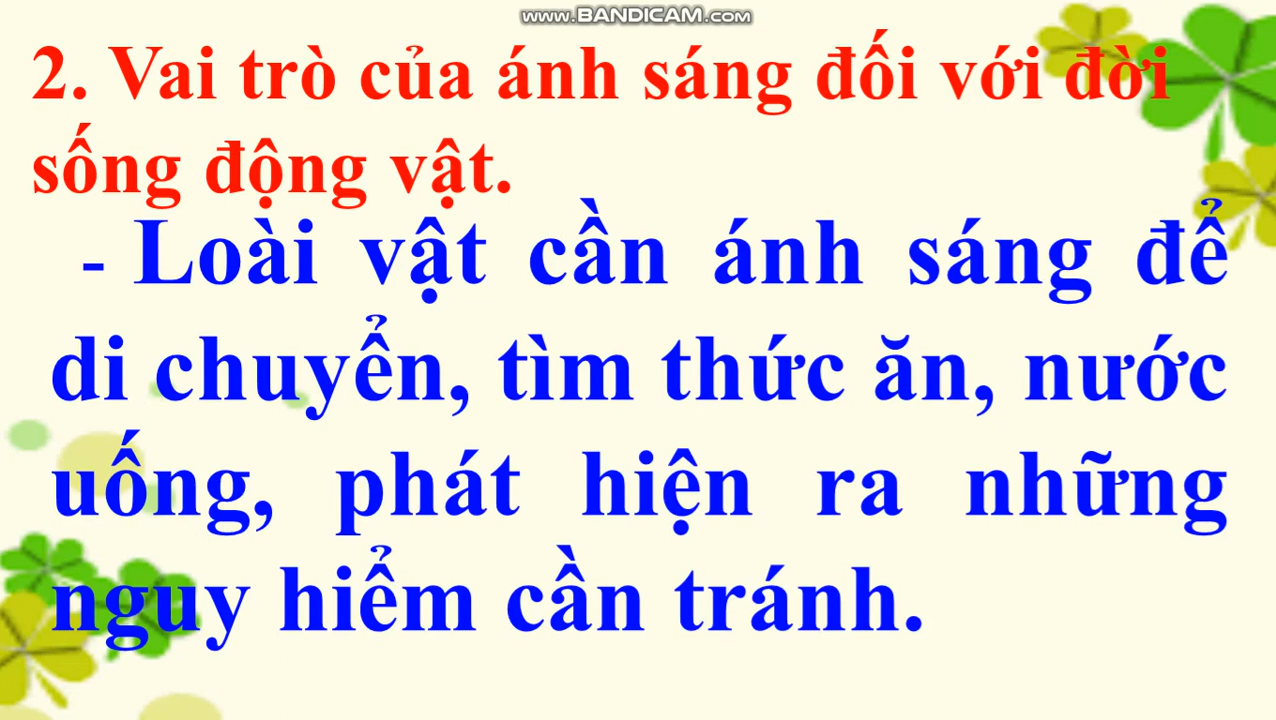 www.BANDICAM.com
2. Vai trò của ánh sáng đối với đời
sống động vật.
- Loài vật cần ánh sáng để
di chuyển, tìm thức ăn, nước
uống, phát hiện ra những
nguy hiểm cần tránh.